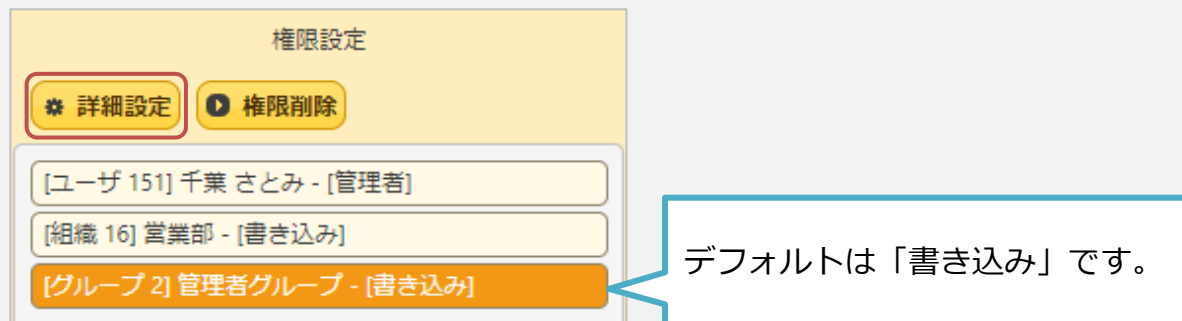 権限設定
詳細設定 権限削除
[ユーザ 151] 千葉 さとみ - [管理者]
[組織 16] 営業部 - [書き込み]
[グループ 2] 管理者グループ - [書き込み]
デフォルトは「書き込み」です。